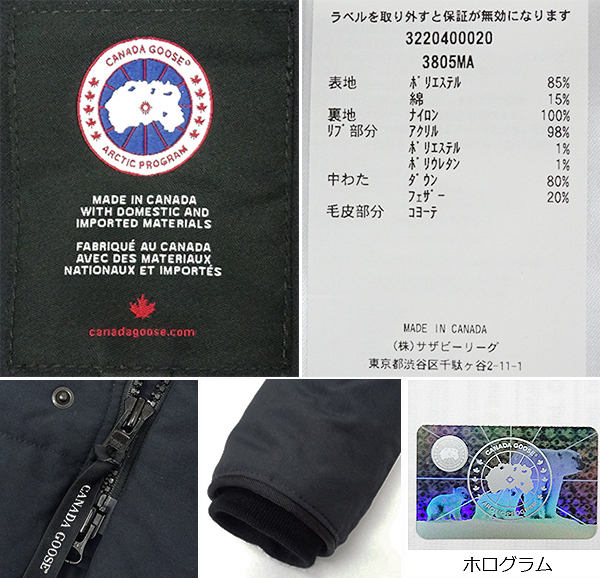 CANADA GOOSE®
ARCTIC PROGRAM
MADE IN CANADA
WITH DOMESTIC AND
IMPORTED MATERIALS
FABRIQUÉ AU CANADA
AVEC DES MATERIAUX
NATIONAUX ET IMPORTÉS
canadagoose.com
ラベルを取り外すと保証が無効になります
3220400020
3805MA
表地 ポリエステル 85%
綿 15%
裏地 ナイロン 100%
リブ部分 アクリル 98%
ポリエステル 1%
ポリウレタン 1%
中わた ダウン 80%
フェザー 20%
毛皮部分 コヨーテ
MADE IN CANADA
(株)サザビーリーグ
東京都渋谷区千駄ヶ谷2-11-1
CANADA GOOSE®
CANADA GOOSE
ARCTIC PROGRAM
ホログラム